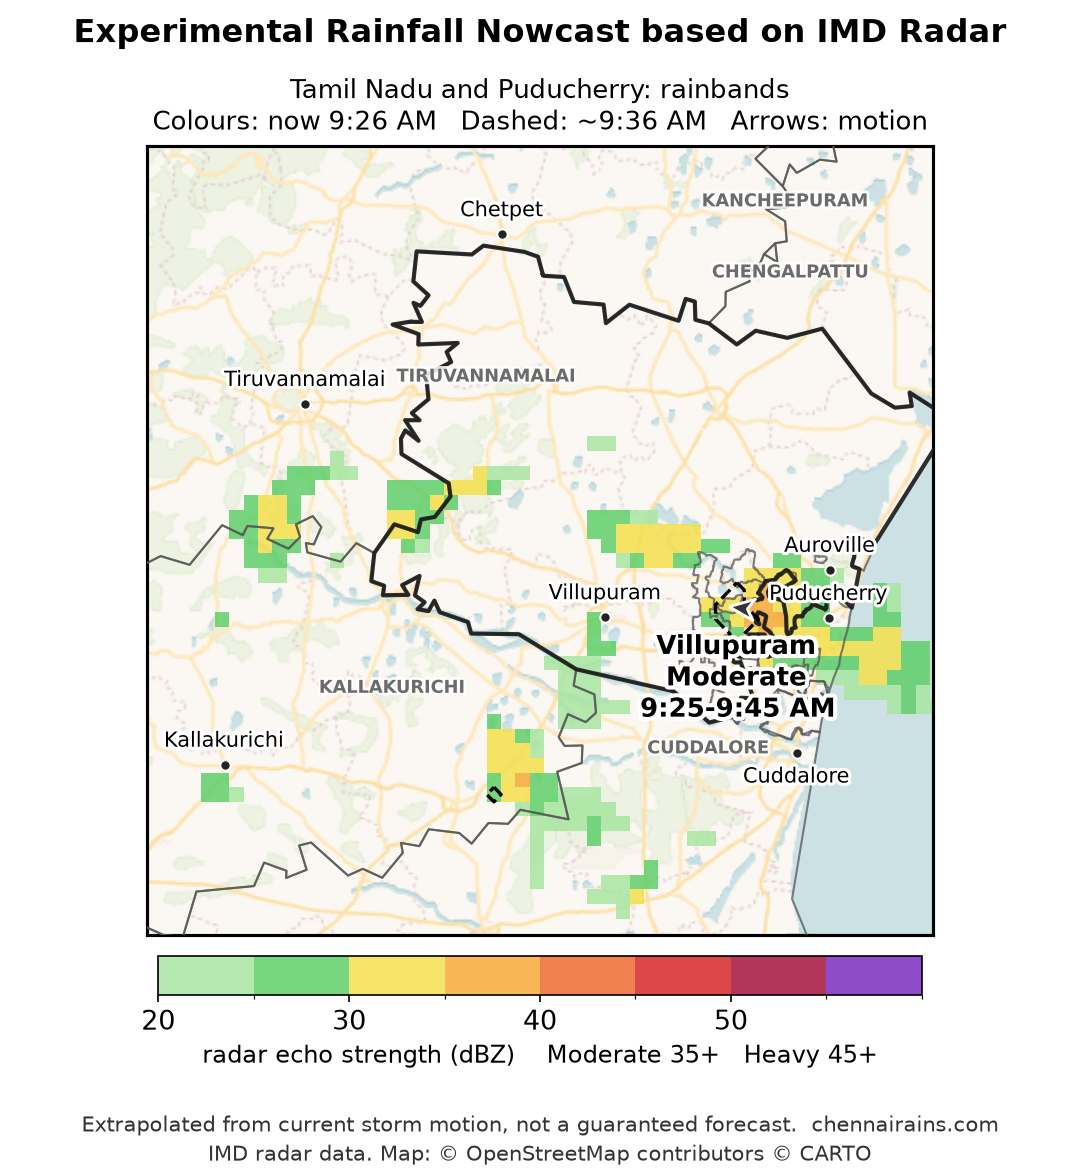 Experimental Rainfall Nowcast based on IMD Radar
Tamil Nadu and Puducherry: rainbands
Colours: now 9:26 AM   Dashed: ~9:36 AM   Arrows: motion
KANCHEEPURAM
Chetpet
CHENGALPATTU
Tiruvannamalai
TIRUVANNAMALAI
Auroville
Villupuram
Puducherry
Villupuram
Moderate
9:25-9:45 AM
KALLAKURICHI
Kallakurichi
CUDDALORE
Cuddalore
20 30 40 50
radar echo strength (dBZ)    Moderate 35+   Heavy 45+
Extrapolated from current storm motion, not a guaranteed forecast.  chennairains.com
IMD radar data. Map: © OpenStreetMap contributors © CARTO